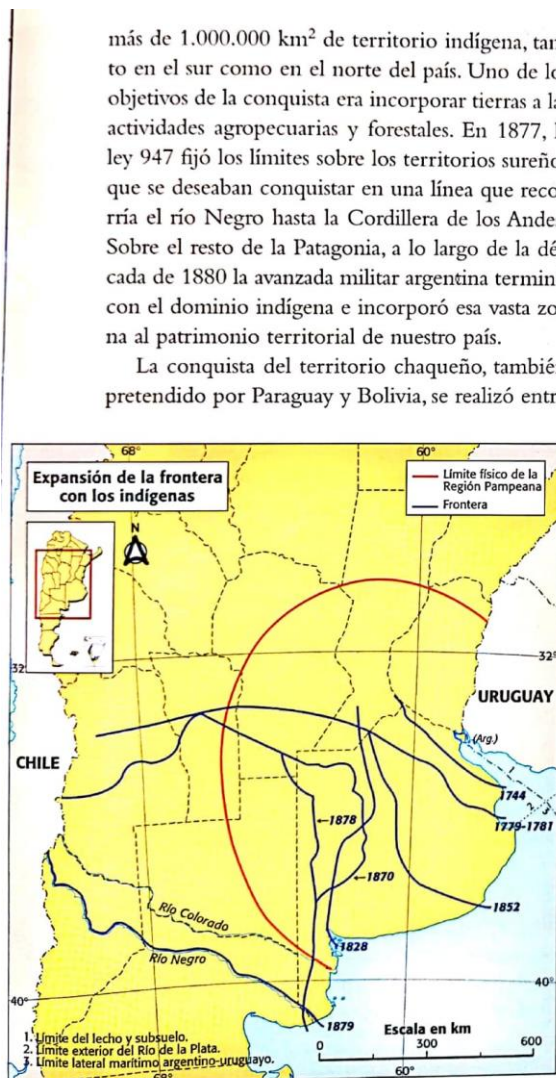 más de 1.000.000 km² de territorio indígena, tan
to en el sur como en el norte del país. Uno de lo
objetivos de la conquista era incorporar tierras a la
actividades agropecuarias y forestales. En 1877, l
ley 947 fijó los límites sobre los territorios sureño
que se deseaban conquistar en una línea que reco
rría el río Negro hasta la Cordillera de los Ande
Sobre el resto de la Patagonia, a lo largo de la dé
cada de 1880 la avanzada militar argentina termin
con el dominio indígena e incorporó esa vasta zo
na al patrimonio territorial de nuestro país.
La conquista del territorio chaqueño, tambié
pretendido por Paraguay y Bolivia, se realizó entr
68°
60°
Expansión de la frontera
con los indígenas
Límite físico de la
Región Pampeana
Frontera
N
32°
32°
URUGUAY
(Arg.)
CHILE
1
2
3
1744
1779-1781
1878
1870
1852
Río Colorado
1828
Río Negro
40°
40°
1879
1. Límite del lecho y subsuelo.
2. Límite exterior del Río de la Plata.
3. Límite lateral marítimo argentino-uruguayo.
Escala en km
0 300 600
68°
60°